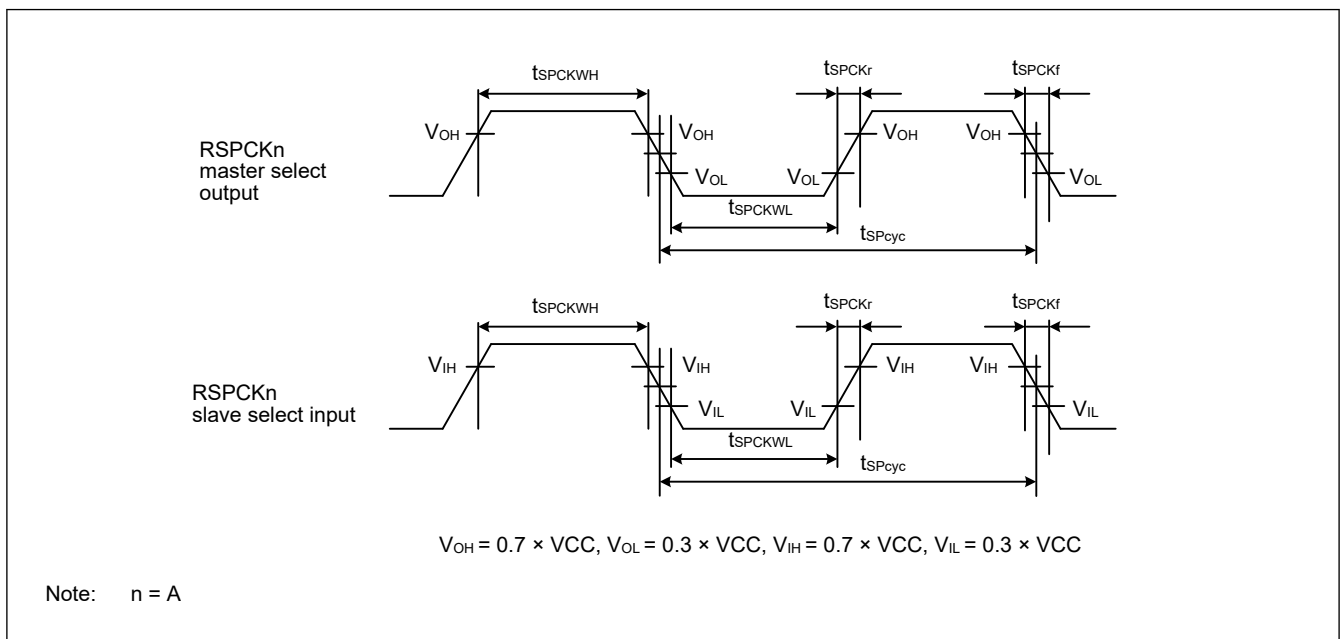 tSPCKWH tSPCKr tSPCKf
VOH VOH VOH VOH
RSPCKn
master select
output
VOL VOL VOL
tSPCKWL
tSPcyc
tSPCKWH tSPCKr tSPCKf
VIH VIH VIH VIH
RSPCKn
slave select input
VIL VIL VIL
tSPCKWL
tSPcyc
VOH = 0.7 × VCC, VOL = 0.3 × VCC, VIH = 0.7 × VCC, VIL = 0.3 × VCC
Note: n = A